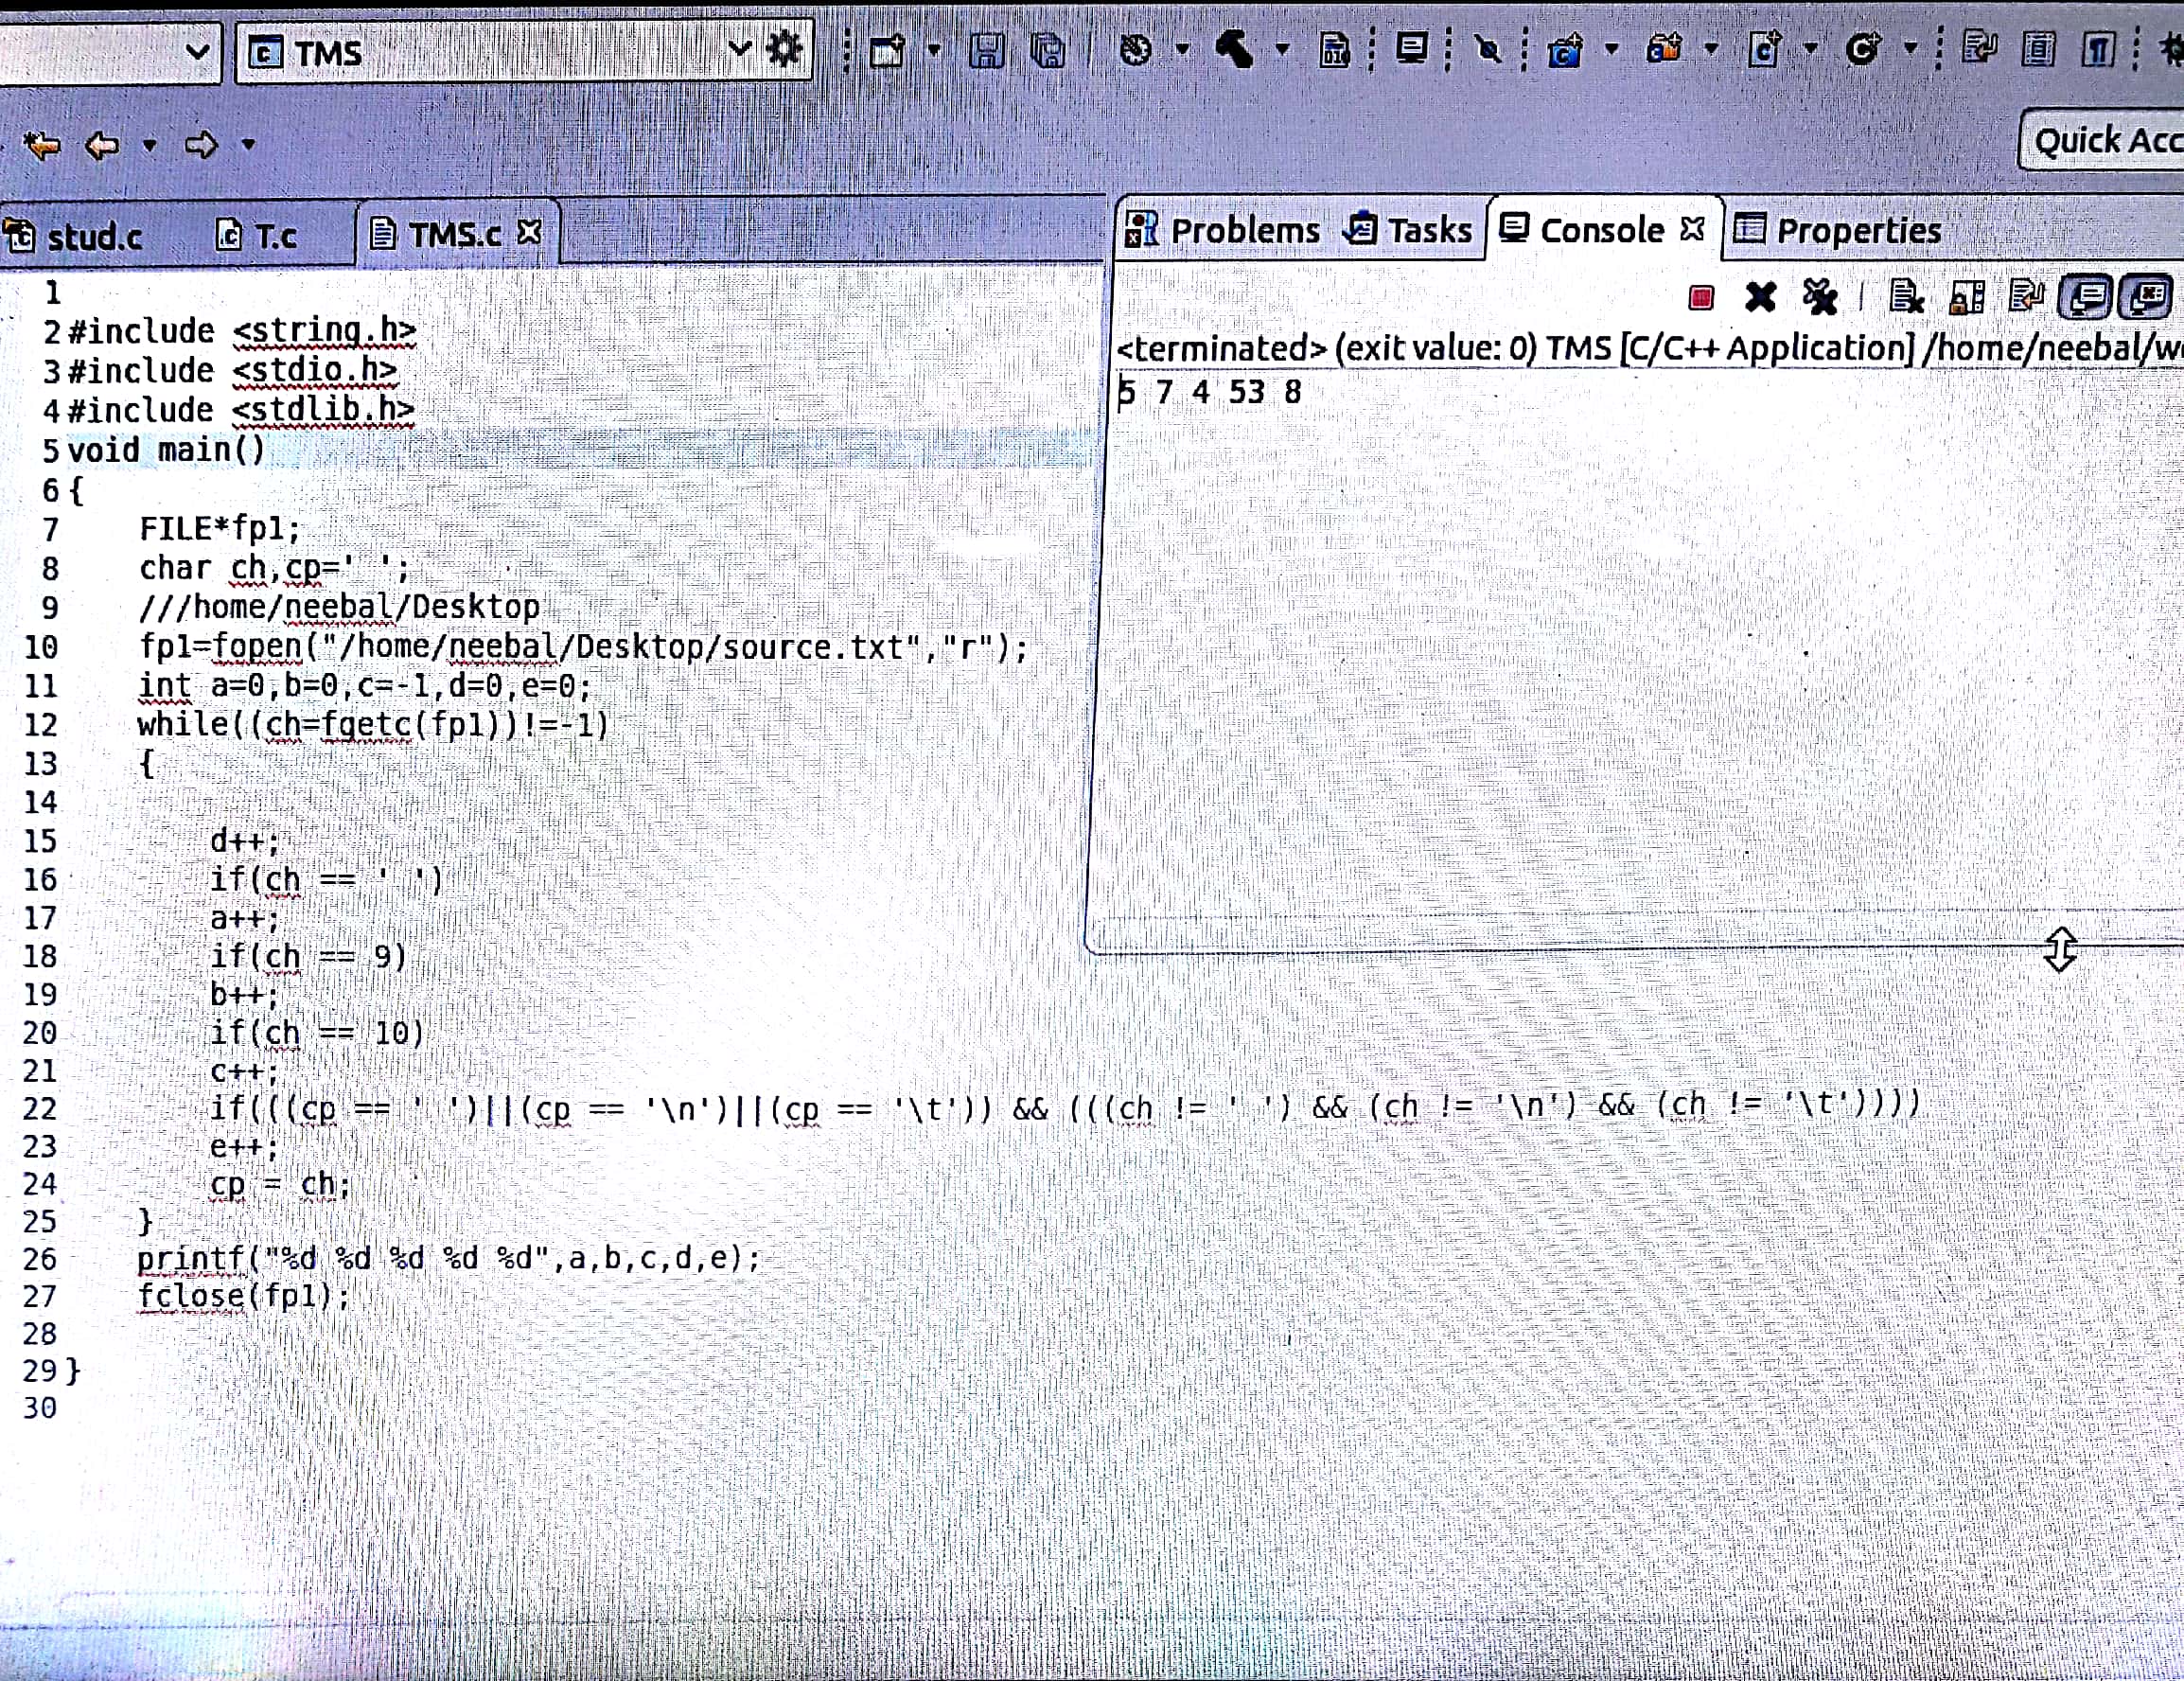 TMS
Quick Acc
stud.c T.c TMS.c
Problems Tasks Console Properties
<terminated> (exit value: 0) TMS [C/C++ Application] /home/neebal/w
5 7 4 53 8
1
2 #include <string.h>
3 #include <stdio.h>
4 #include <stdlib.h>
5 void main()
6 {
7 FILE*fp1;
8 char ch,cp=' ';
9 ///home/neebal/Desktop
10 fp1=fopen("/home/neebal/Desktop/source.txt","r");
11 int a=0,b=0,c=-1,d=0,e=0;
12 while((ch=fgetc(fp1))!=-1)
13 {
14
15 d++;
16 if(ch == ' ')
17 a++;
18 if(ch == 9)
19 b++;
20 if(ch == 10)
21 c++;
22 if(((cp == ' ')||(cp == '\n')||(cp == '\t')) && (((ch != ' ') && (ch != '\n') && (ch != '\t'))))
23 e++;
24 cp = ch;
25 }
26 printf("%d %d %d %d %d",a,b,c,d,e);
27 fclose(fp1);
28
29 }
30